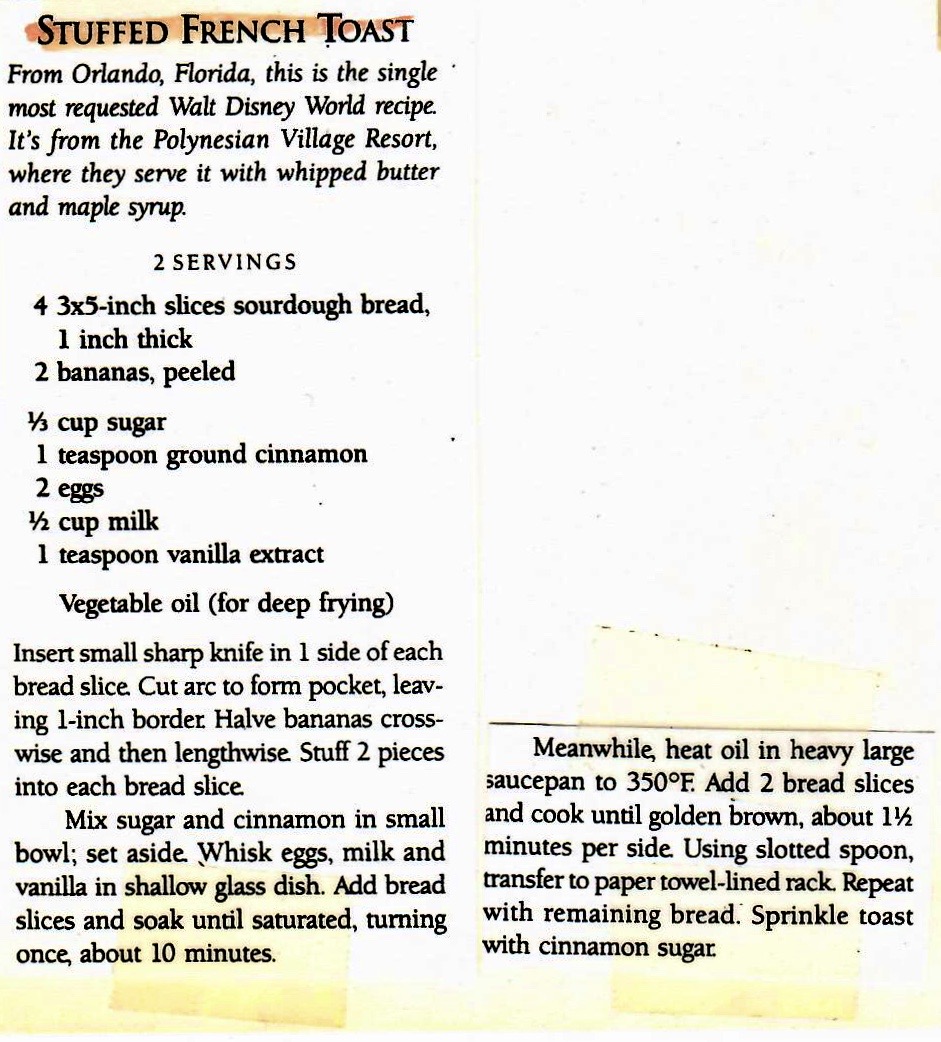 STUFFED FRENCH TOAST
From Orlando, Florida, this is the single
most requested Walt Disney World recipe.
It's from the Polynesian Village Resort,
where they serve it with whipped butter
and maple syrup.
2 SERVINGS
4 3x5-inch slices sourdough bread,
1 inch thick
2 bananas, peeled
⅓ cup sugar
1 teaspoon ground cinnamon
2 eggs
½ cup milk
1 teaspoon vanilla extract
Vegetable oil (for deep frying)
Insert small sharp knife in 1 side of each
bread slice. Cut arc to form pocket, leav-
ing 1-inch border. Halve bananas cross-
wise and then lengthwise. Stuff 2 pieces
into each bread slice.
Mix sugar and cinnamon in small
bowl; set aside. Whisk eggs, milk and
vanilla in shallow glass dish. Add bread
slices and soak until saturated, turning
once, about 10 minutes.
Meanwhile, heat oil in heavy large
saucepan to 350°F. Add 2 bread slices
and cook until golden brown, about 1½
minutes per side. Using slotted spoon,
transfer to paper towel-lined rack. Repeat
with remaining bread. Sprinkle toast
with cinnamon sugar.